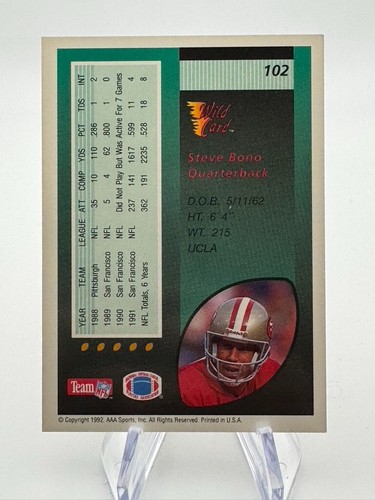 102
Wild
Card™
Steve Bono
Quarterback
D.O.B. 5/11/62
HT. 6'4"
WT. 215
UCLA
YEAR TEAM LEAGUE ATT COMP YDS PCT TDS INT
1988 Pittsburgh NFL 35 10 110 .286 1 2
1989 San Francisco NFL 5 4 62 .800 1 0
1990 San Francisco Did Not Play But Was Active For 7 Games
1991 San Francisco NFL 237 141 1617 .599 11 4
NFL Totals, 6 Years 362 191 2235 .528 18 8
Team NFL
© Copyright 1992, AAA Sports, Inc. All Rights Reserved. Printed in U.S.A.